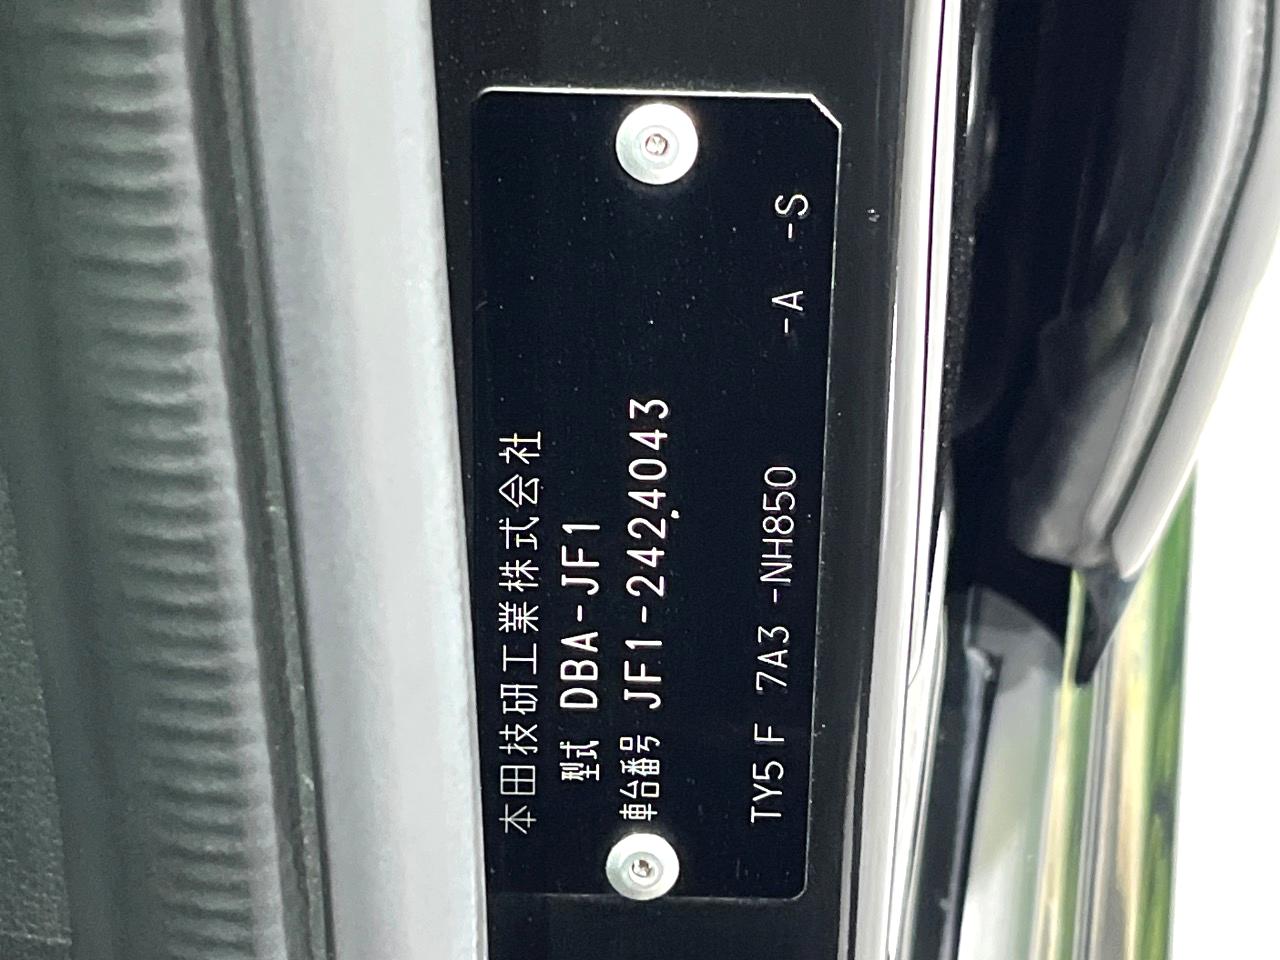 本田技研工業株式会社
型式 DBA-JF1
車台番号 JF1-2424043
TY5F 7A3 -NH850 -A -S